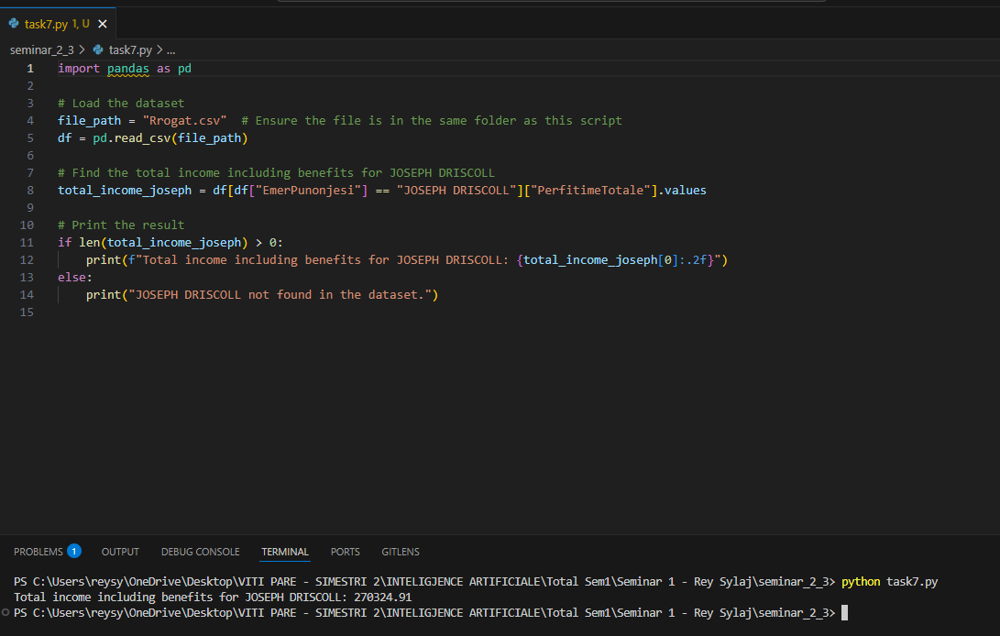 task7.py 1, U
seminar_2_3 > task7.py > ...
1 import pandas as pd
2
3 # Load the dataset
4 file_path = "Rrogat.csv"  # Ensure the file is in the same folder as this script
5 df = pd.read_csv(file_path)
6
7 # Find the total income including benefits for JOSEPH DRISCOLL
8 total_income_joseph = df[df["EmerPunonjesi"] == "JOSEPH DRISCOLL"]["PerfitimeTotale"].values
9
10 # Print the result
11 if len(total_income_joseph) > 0:
12     print(f"Total income including benefits for JOSEPH DRISCOLL: {total_income_joseph[0]:.2f}")
13 else:
14     print("JOSEPH DRISCOLL not found in the dataset.")
15
PROBLEMS 1 OUTPUT DEBUG CONSOLE TERMINAL PORTS GITLENS
PS C:\Users\reysy\OneDrive\Desktop\VITI PARE - SIMESTRI 2\INTELIGJENCE ARTIFICIALE\Total Sem1\Seminar 1 - Rey Sylaj\seminar_2_3> python task7.py
Total income including benefits for JOSEPH DRISCOLL: 270324.91
PS C:\Users\reysy\OneDrive\Desktop\VITI PARE - SIMESTRI 2\INTELIGJENCE ARTIFICIALE\Total Sem1\Seminar 1 - Rey Sylaj\seminar_2_3>